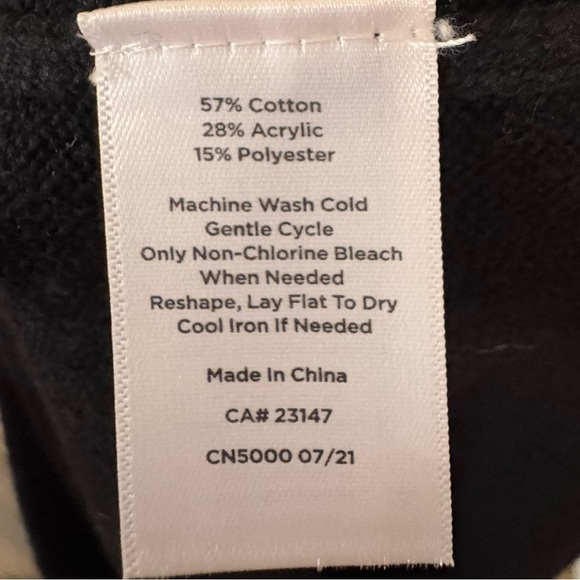 57% Cotton
28% Acrylic
15% Polyester
Machine Wash Cold
Gentle Cycle
Only Non-Chlorine Bleach
When Needed
Reshape, Lay Flat To Dry
Cool Iron If Needed
Made In China
CA# 23147
CN5000 07/21